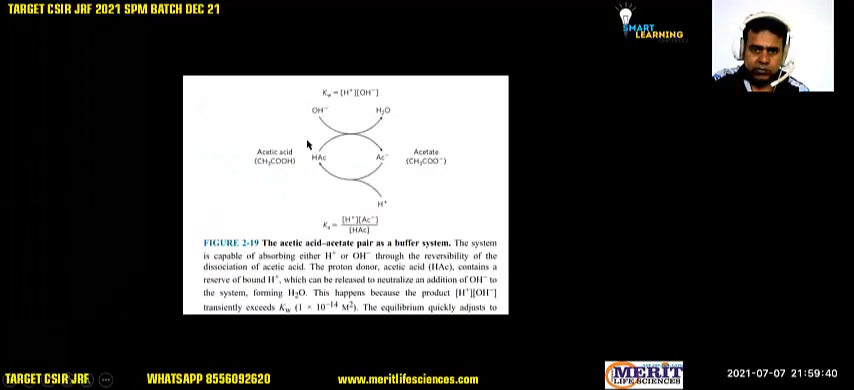 TARGET CSIR JRF 2021 SPM BATCH DEC 21
SMART
LEARNING
Kw = [H+][OH−]
OH− H2O
Acetic acid
(CH3COOH)
HAc Ac−
Acetate
(CH3COO−)
H+
Ka = [H+][Ac−]
[HAc]
FIGURE 2-19 The acetic acid–acetate pair as a buffer system. The system
is capable of absorbing either H+ or OH− through the reversibility of the
dissociation of acetic acid. The proton donor, acetic acid (HAc), contains a
reserve of bound H+, which can be released to neutralize an addition of OH− to
the system, forming H2O. This happens because the product [H+][OH−]
transiently exceeds Kw (1 × 10−14 M2). The equilibrium quickly adjusts to
TARGET CSIR JRF
WHATSAPP 8556092620
www.meritlifesciences.com
MERIT
LIFE SCIENCES
2021-07-07 21:59:40